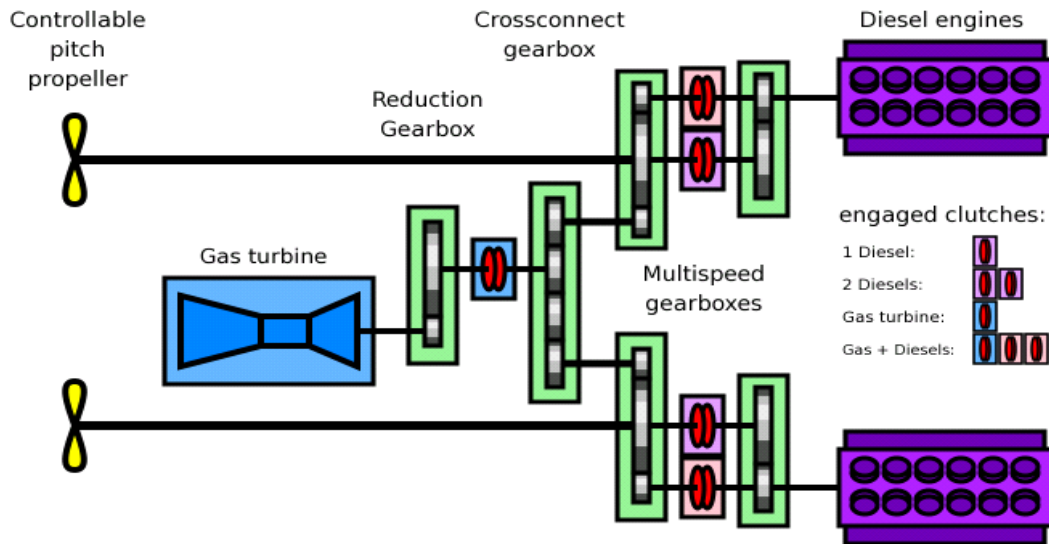 Controllable
pitch
propeller
Crossconnect
gearbox
Diesel engines
Reduction
Gearbox
Gas turbine
Multispeed
gearboxes
engaged clutches:
1 Diesel:
2 Diesels:
Gas turbine:
Gas + Diesels: